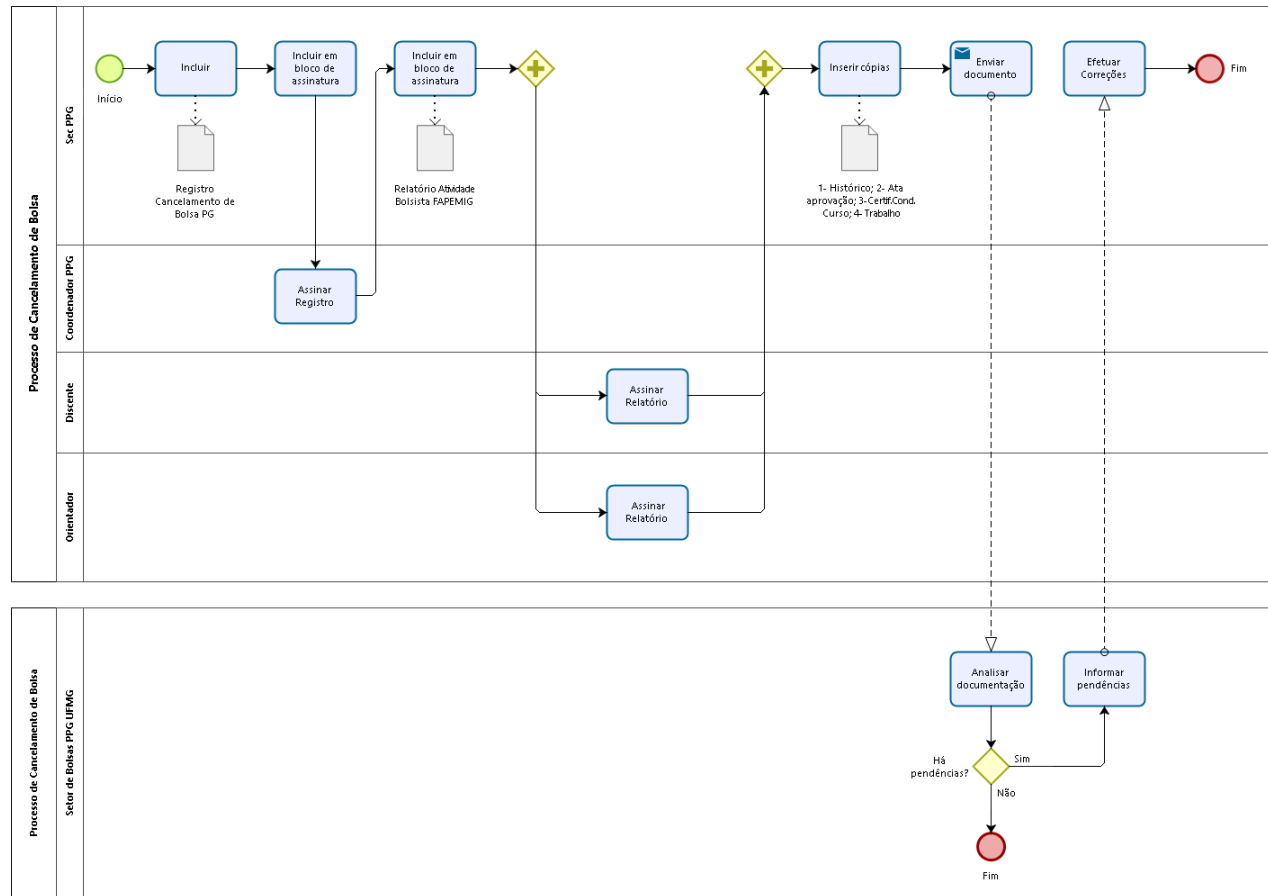 Processo de Cancelamento de Bolsa
Sec PPG
Início
Incluir
Registro
Cancelamento de
Bolsa PG
Incluir em
bloco de
assinatura
Incluir em
bloco de
assinatura
Relatório Atividade
Bolsista FAPEMIG
Inserir cópias
1- Histórico; 2- Ata
aprovação; 3-Certif.Cond.
Curso; 4- Trabalho
Enviar
documento
Efetuar
Correções
Fim
Coordenador PPG
Assinar
Registro
Discente
Assinar
Relatório
Orientador
Assinar
Relatório
Processo de Cancelamento de Bolsa
Setor de Bolsas PPG UFMG
Analisar
documentação
Informar
pendências
Há
pendências?
Sim
Não
Fim